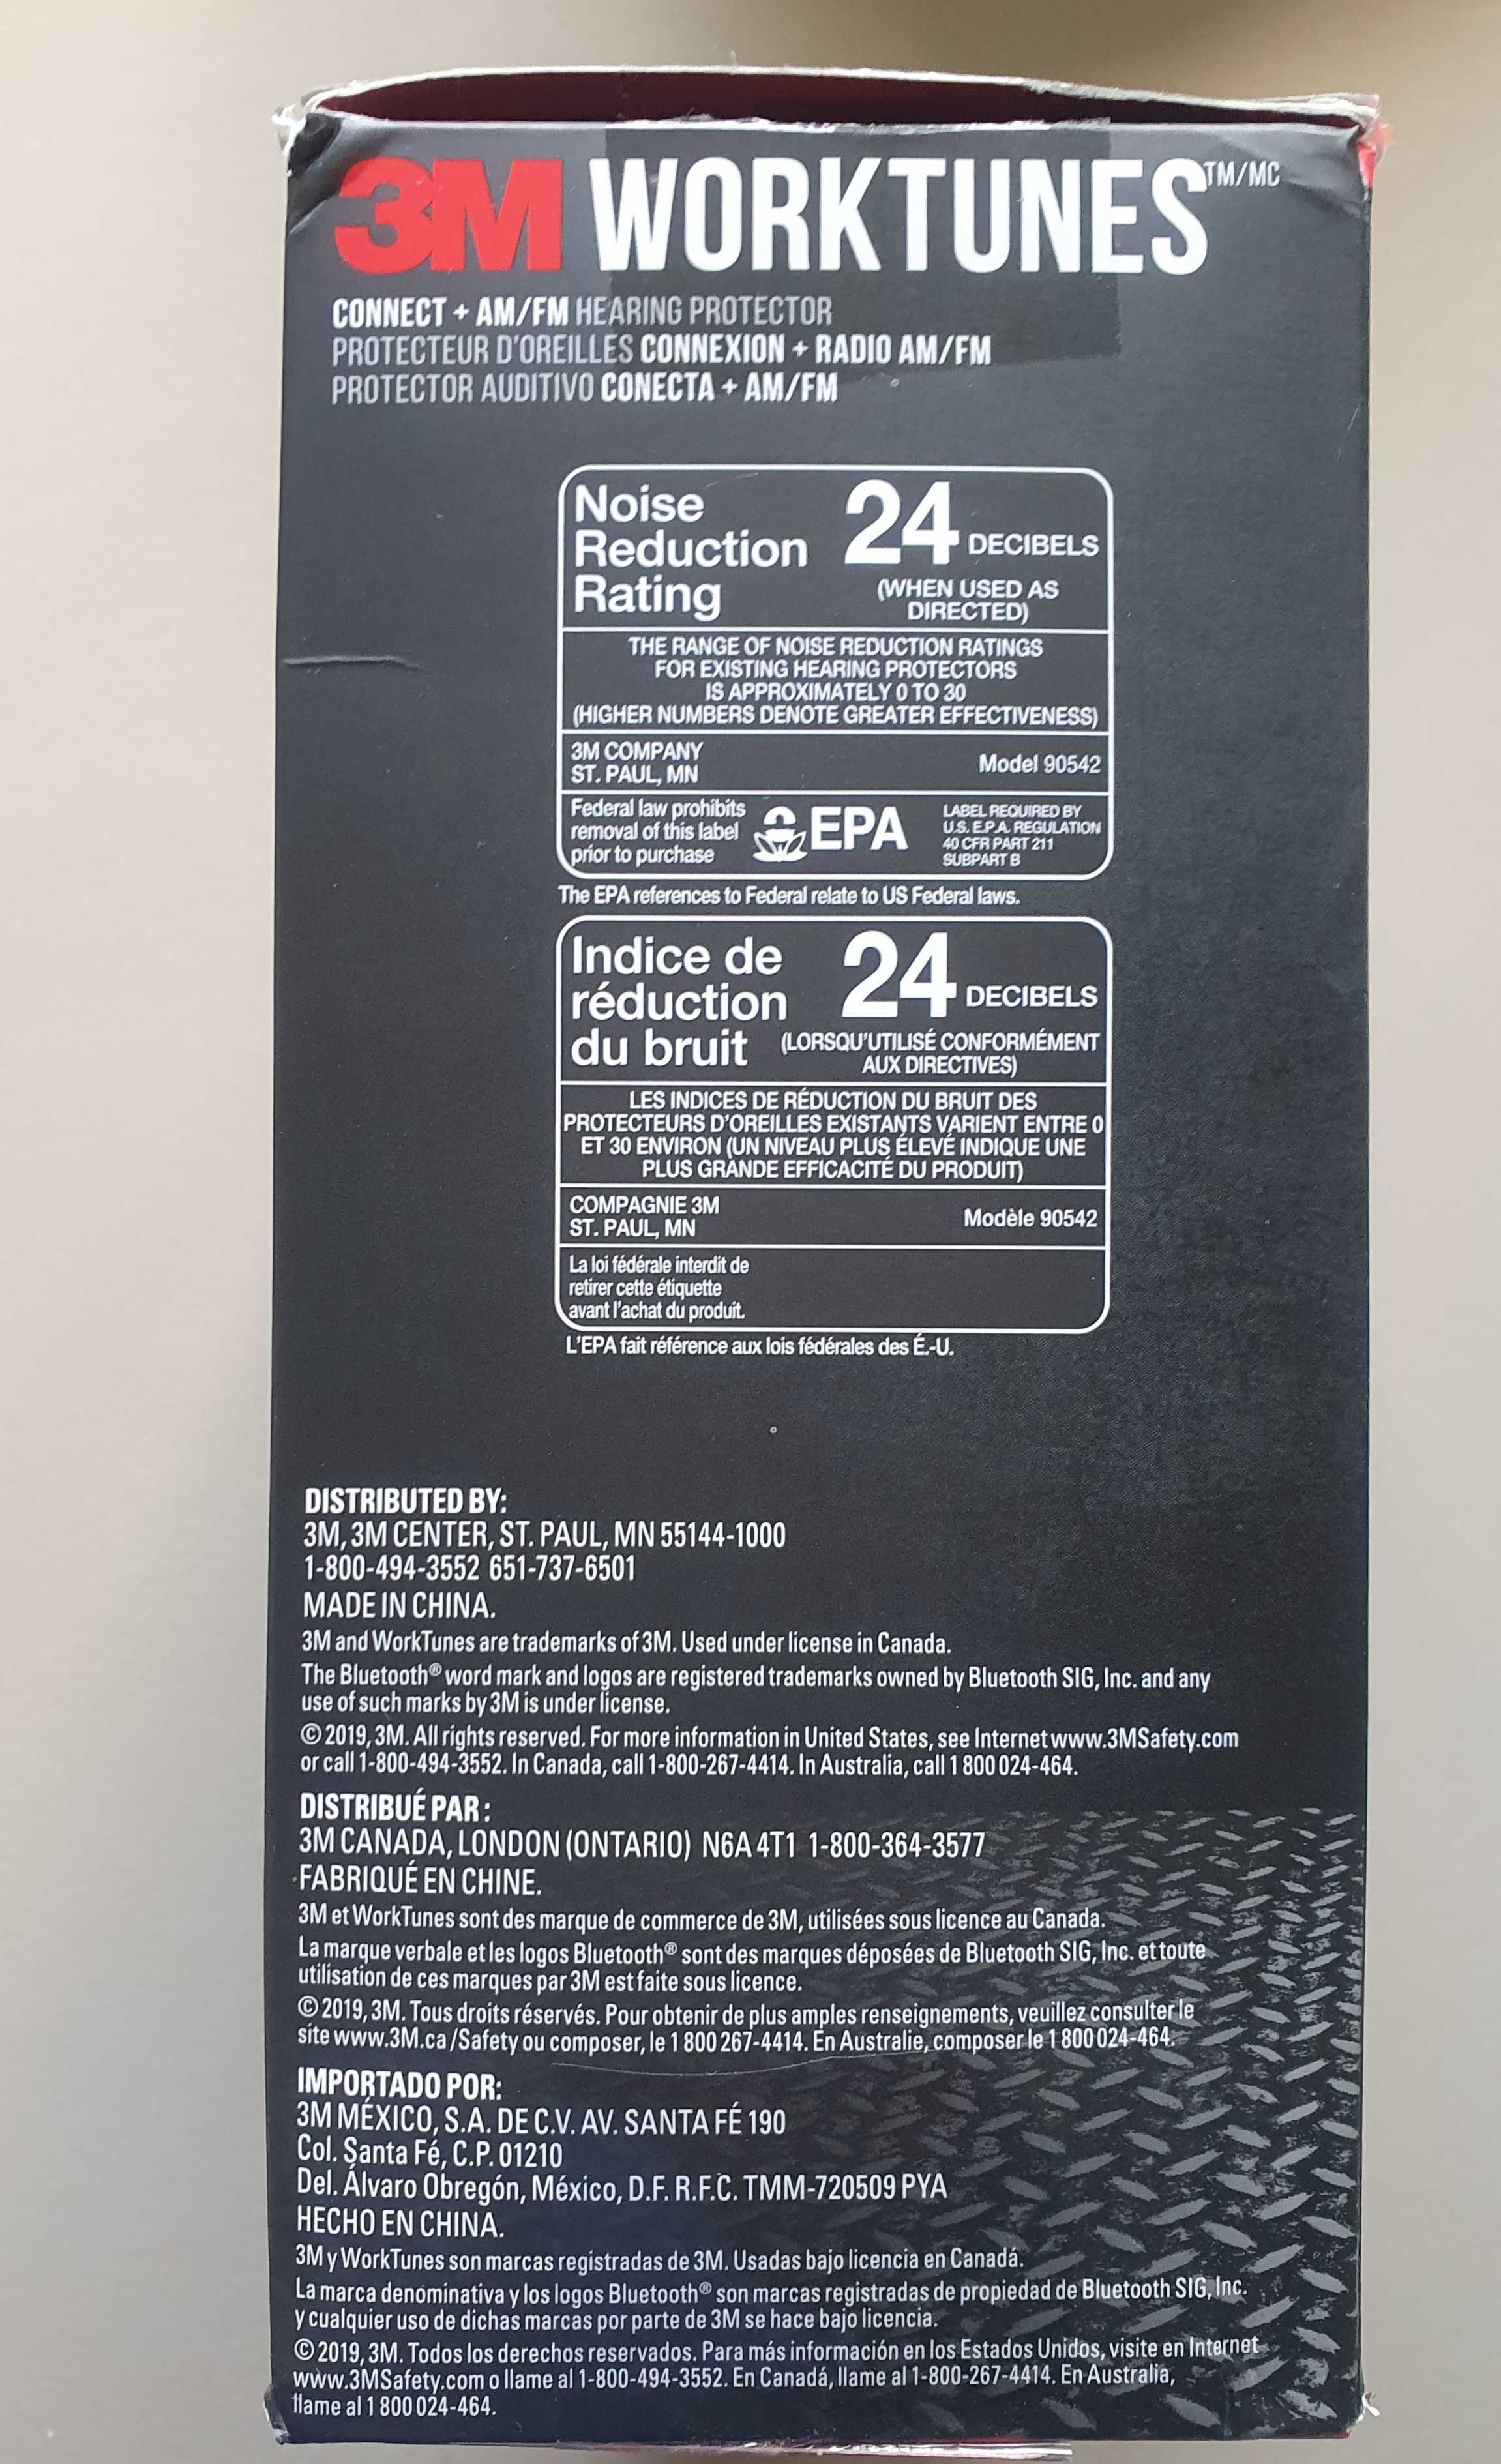 3M WORKTUNES™/MC
CONNECT + AM/FM HEARING PROTECTOR
PROTECTEUR D'OREILLES CONNEXION + RADIO AM/FM
PROTECTOR AUDITIVO CONECTA + AM/FM
Noise
Reduction
Rating
24 DECIBELS
(WHEN USED AS
DIRECTED)
THE RANGE OF NOISE REDUCTION RATINGS
FOR EXISTING HEARING PROTECTORS
IS APPROXIMATELY 0 TO 30
(HIGHER NUMBERS DENOTE GREATER EFFECTIVENESS)
3M COMPANY
ST. PAUL, MN
Model 90542
Federal law prohibits
removal of this label
prior to purchase
EPA
LABEL REQUIRED BY
U.S. E.P.A. REGULATION
40 CFR PART 211
SUBPART B
The EPA references to Federal relate to US Federal laws.
Indice de
réduction
du bruit
24 DECIBELS
(LORSQU'UTILISÉ CONFORMÉMENT
AUX DIRECTIVES)
LES INDICES DE RÉDUCTION DU BRUIT DES
PROTECTEURS D'OREILLES EXISTANTS VARIENT ENTRE 0
ET 30 ENVIRON (UN NIVEAU PLUS ÉLEVÉ INDIQUE UNE
PLUS GRANDE EFFICACITÉ DU PRODUIT)
COMPAGNIE 3M
ST. PAUL, MN
Modèle 90542
La loi fédérale interdit de
retirer cette étiquette
avant l'achat du produit.
L'EPA fait référence aux lois fédérales des É.-U.
DISTRIBUTED BY:
3M, 3M CENTER, ST. PAUL, MN 55144-1000
1-800-494-3552 651-737-6501
MADE IN CHINA.
3M and WorkTunes are trademarks of 3M. Used under license in Canada.
The Bluetooth® word mark and logos are registered trademarks owned by Bluetooth SIG, Inc. and any
use of such marks by 3M is under license.
© 2019, 3M. All rights reserved. For more information in United States, see Internet www.3MSafety.com
or call 1-800-494-3552. In Canada, call 1-800-267-4414. In Australia, call 1 800 024-464.
DISTRIBUÉ PAR :
3M CANADA, LONDON (ONTARIO) N6A 4T1 1-800-364-3577
FABRIQUÉ EN CHINE.
3M et WorkTunes sont des marque de commerce de 3M, utilisées sous licence au Canada.
La marque verbale et les logos Bluetooth® sont des marques déposées de Bluetooth SIG, Inc. et toute
utilisation de ces marques par 3M est faite sous licence.
© 2019, 3M. Tous droits réservés. Pour obtenir de plus amples renseignements, veuillez consulter le
site www.3M.ca/Safety ou composer, le 1 800 267-4414. En Australie, composer le 1 800 024-464.
IMPORTADO POR:
3M MÉXICO, S.A. DE C.V. AV. SANTA FÉ 190
Col. Santa Fé, C.P. 01210
Del. Álvaro Obregón, México, D.F. R.F.C. TMM-720509 PYA
HECHO EN CHINA.
3M y WorkTunes son marcas registradas de 3M. Usadas bajo licencia en Canadá.
La marca denominativa y los logos Bluetooth® son marcas registradas de propiedad de Bluetooth SIG, Inc.
y cualquier uso de dichas marcas por parte de 3M se hace bajo licencia.
© 2019, 3M. Todos los derechos reservados. Para más información en los Estados Unidos, visite en Internet
www.3MSafety.com o llame al 1-800-494-3552. En Canadá, llame al 1-800-267-4414. En Australia,
llame al 1 800 024-464.